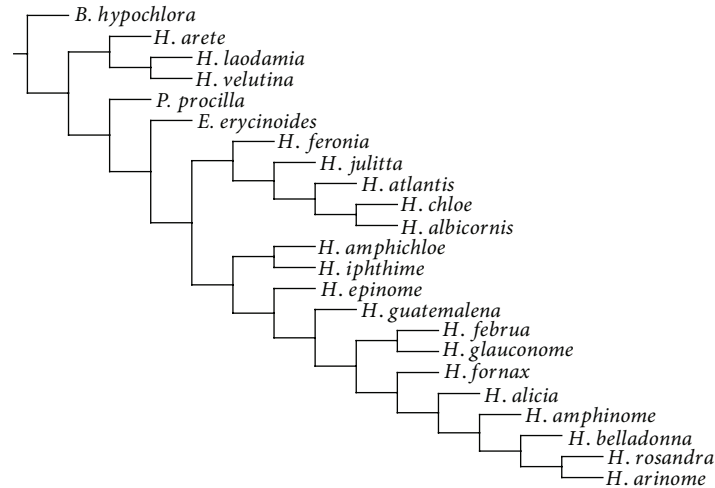 B. hypochlora
H. arete
H. laodamia
H. velutina
P. procilla
E. erycinoides
H. feronia
H. julitta
H. atlantis
H. chloe
H. albicornis
H. amphichloe
H. iphthime
H. epinome
H. guatemalena
H. februa
H. glauconome
H. fornax
H. alicia
H. amphinome
H. belladonna
H. rosandra
H. arinome